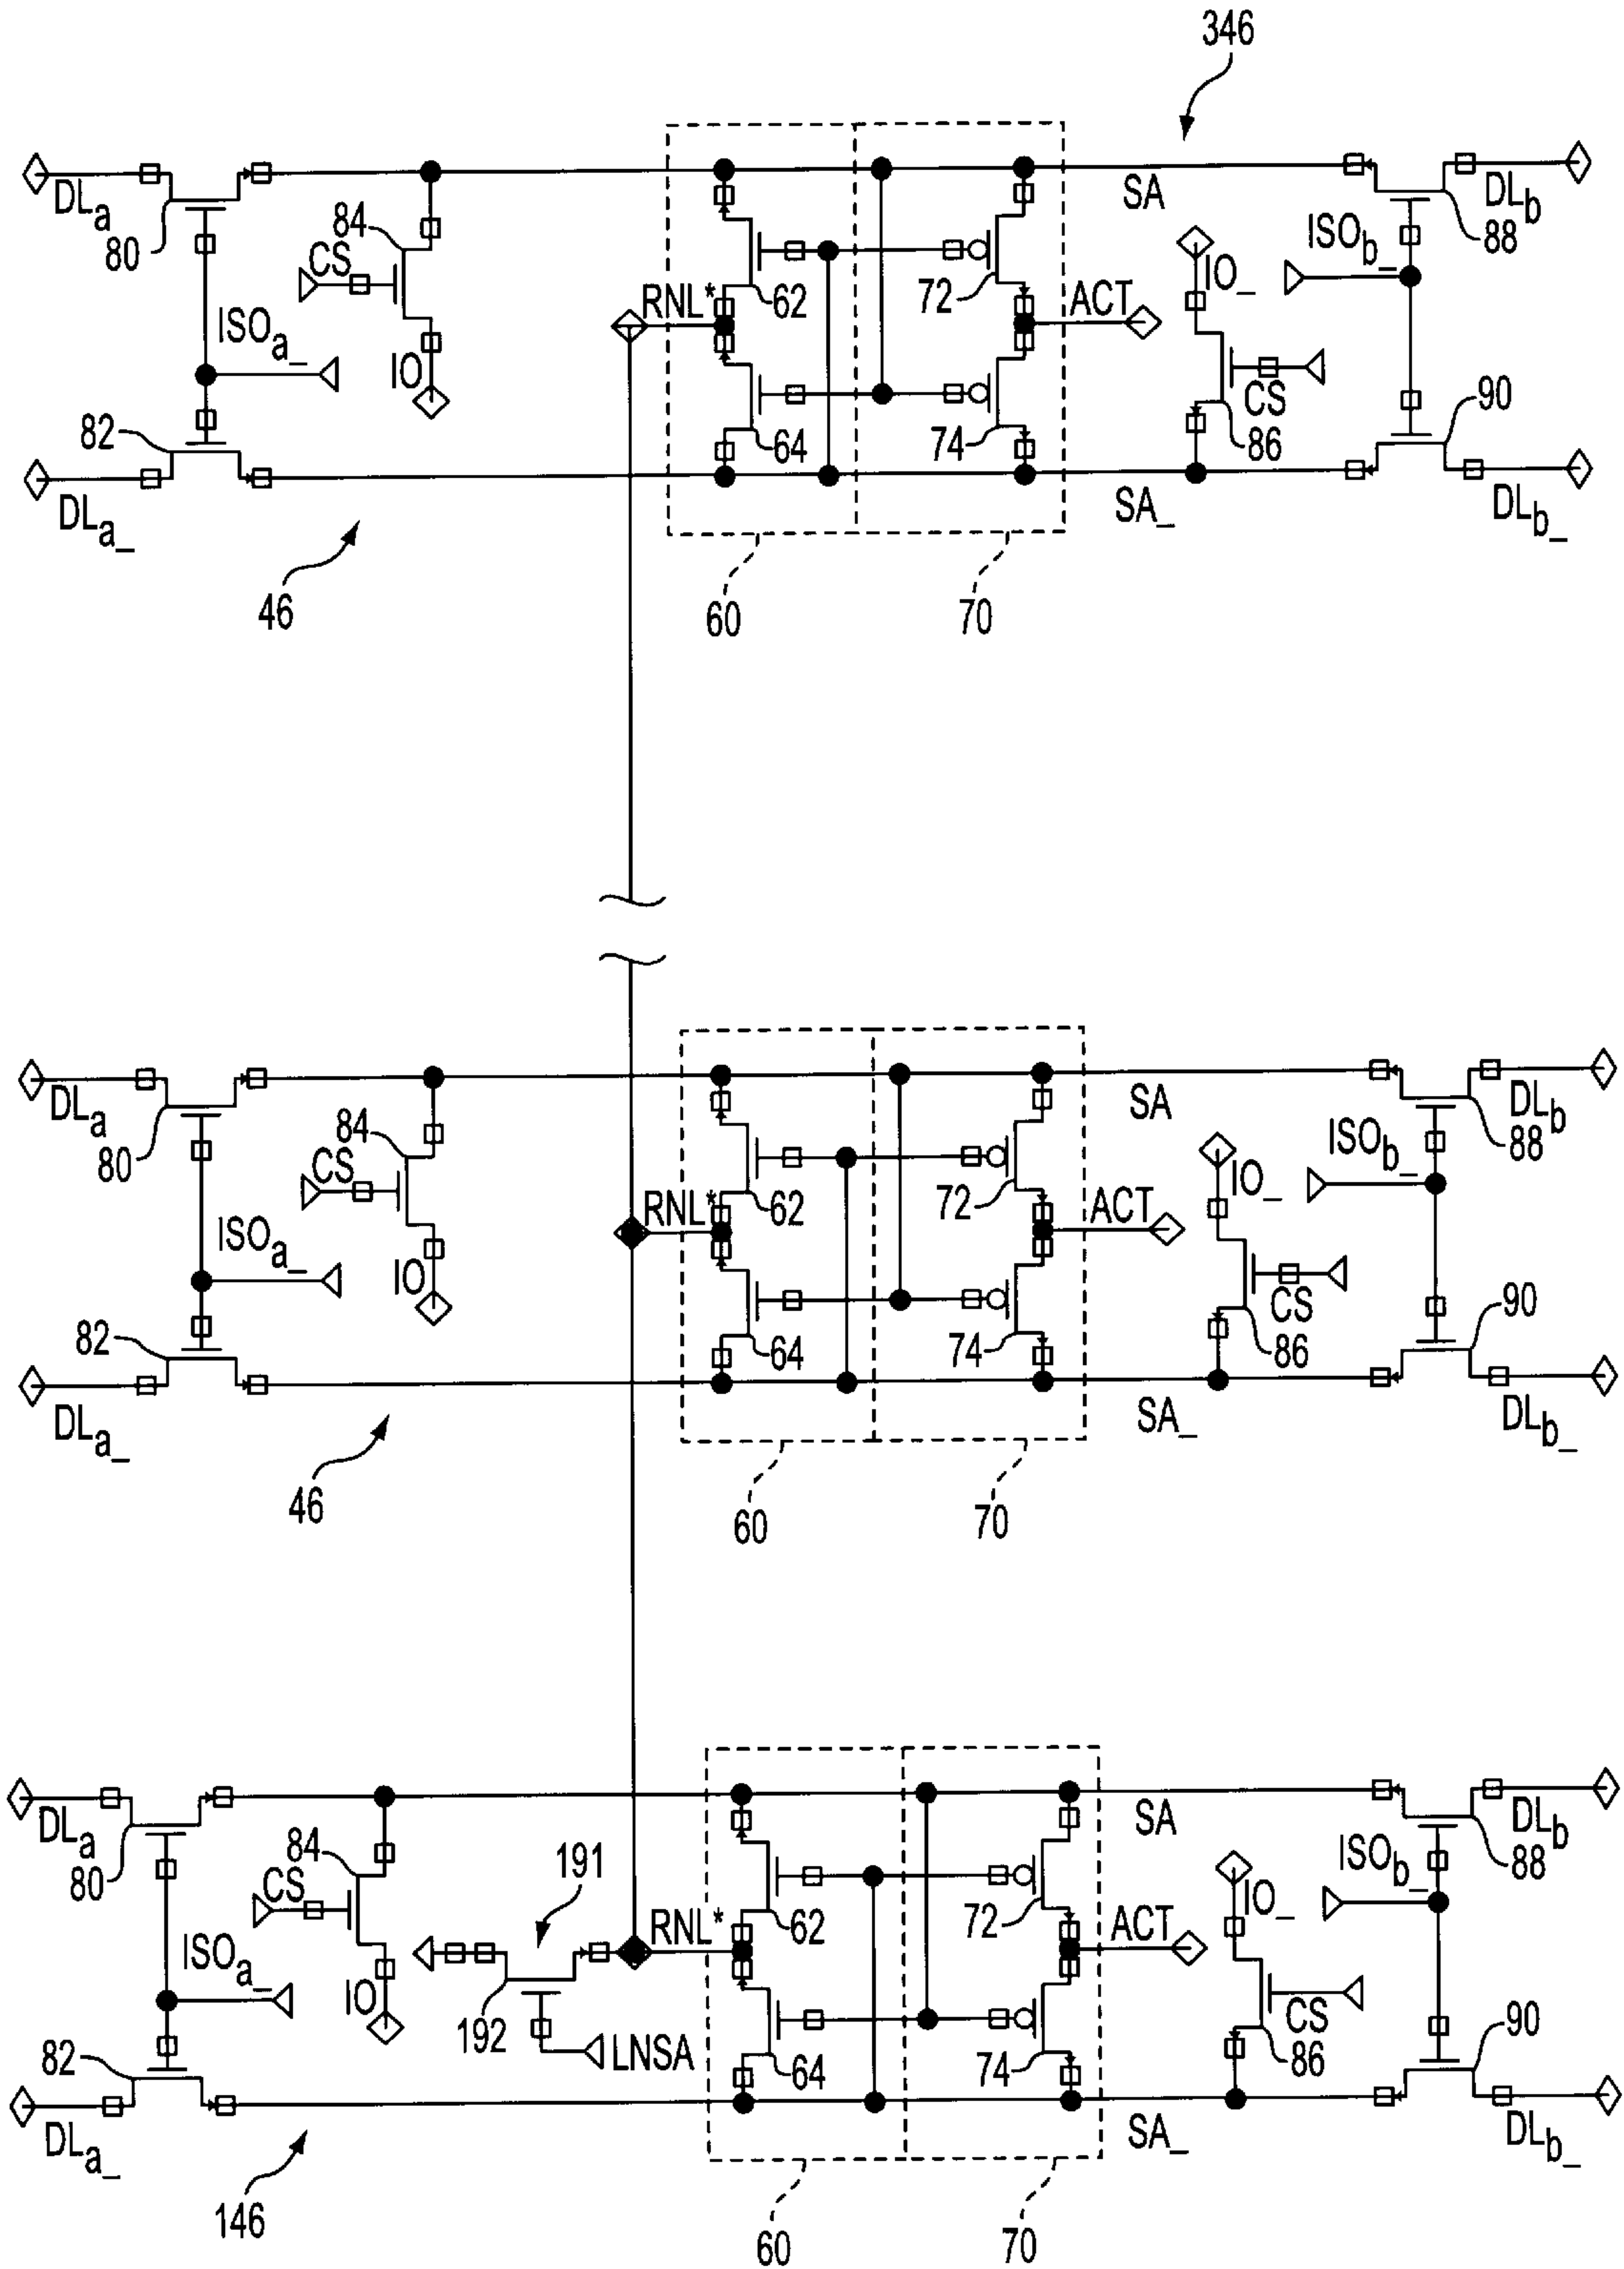 346
DLa
80
84
CS
ISOa_
IO
RNL*
62
72
ACT
SA
IO_
ISOb_
DLb
88
CS
86
90
82
DLa_
64
74
SA_
DLb_
46
60
70
DLa
80
84
CS
ISOa_
IO
RNL*
62
72
ACT
SA
IO_
ISOb_
DLb
88
CS
86
90
82
DLa_
64
74
SA_
DLb_
46
60
70
DLa
80
84
CS
ISOa_
IO
191
192
LNSA
RNL*
62
72
ACT
SA
IO_
ISOb_
DLb
88
CS
86
90
82
DLa_
64
74
SA_
DLb_
146
60
70